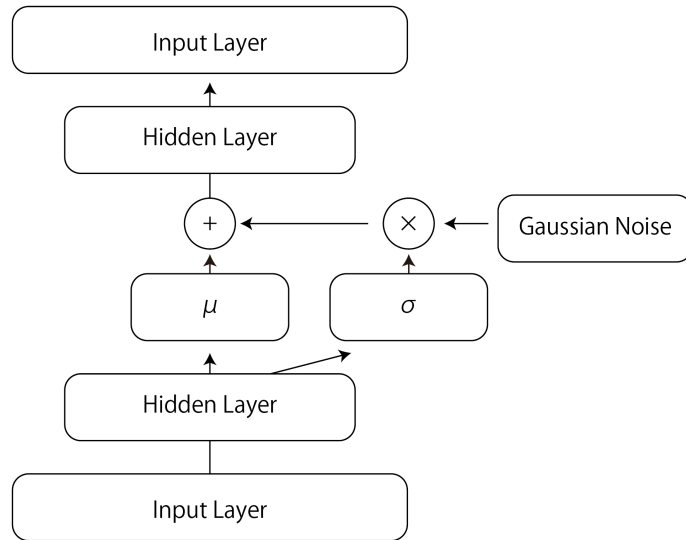 Input Layer
Hidden Layer
+
×
Gaussian Noise
μ
σ
Hidden Layer
Input Layer